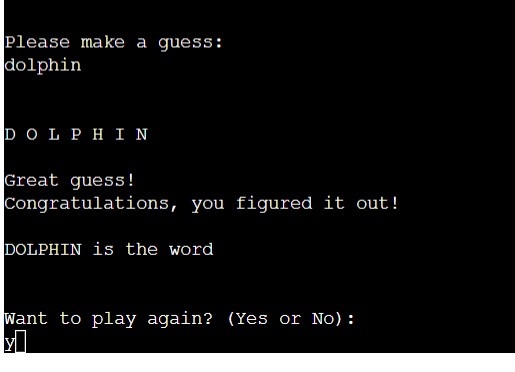 Please make a guess:
dolphin
D O L P H I N
Great guess!
Congratulations, you figured it out!
DOLPHIN is the word
Want to play again? (Yes or No):
y